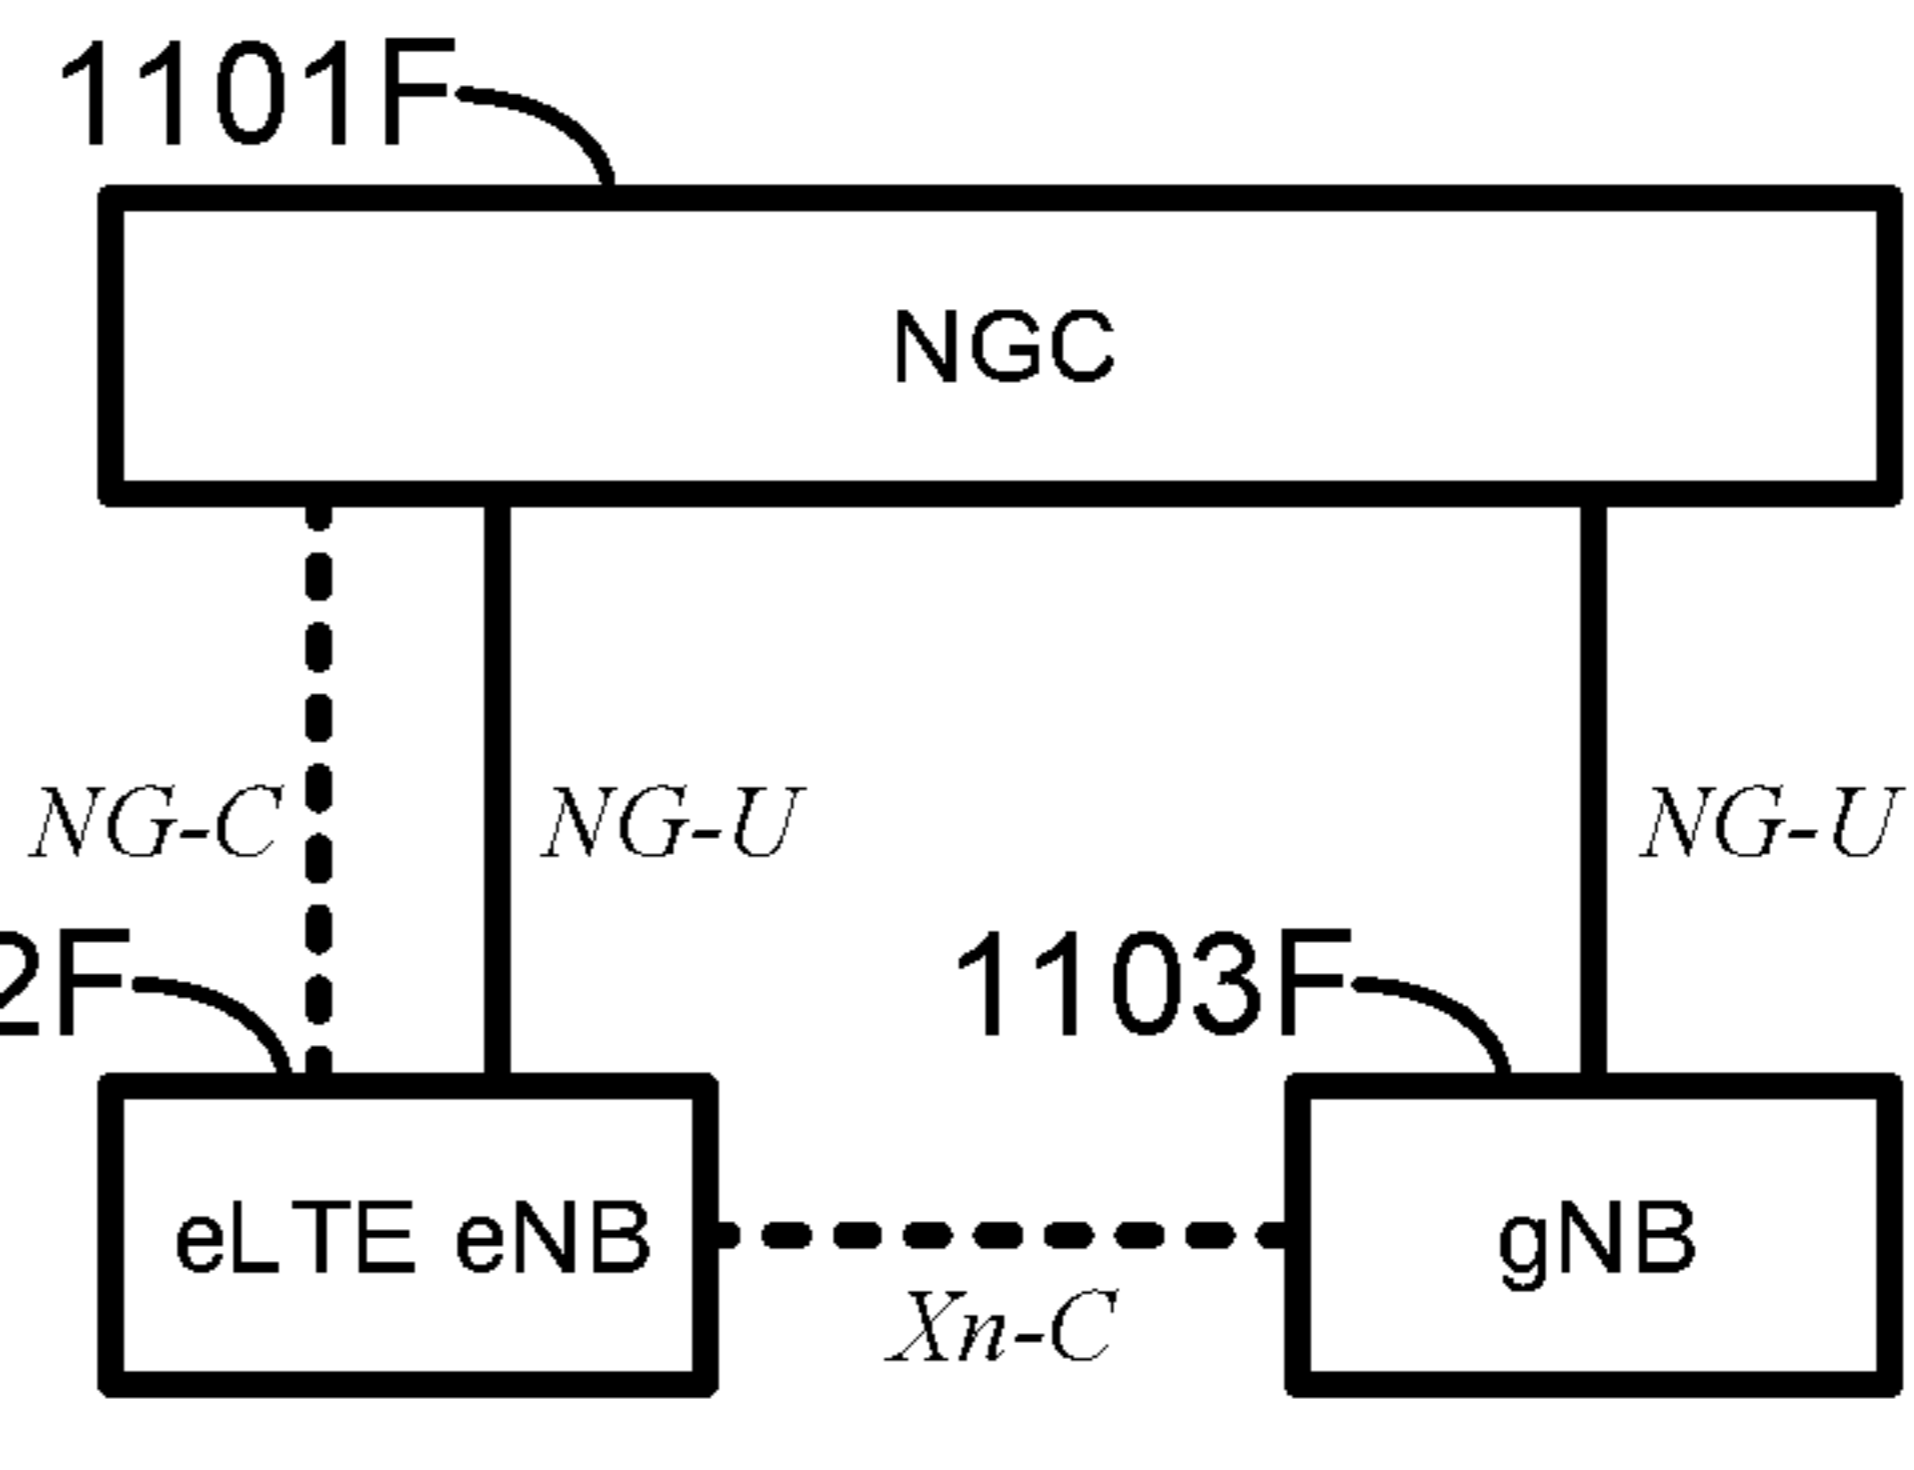 1101F
NGC
NG-C
NG-U
NG-U
2F
1103F
eLTE eNB
gNB
Xn-C